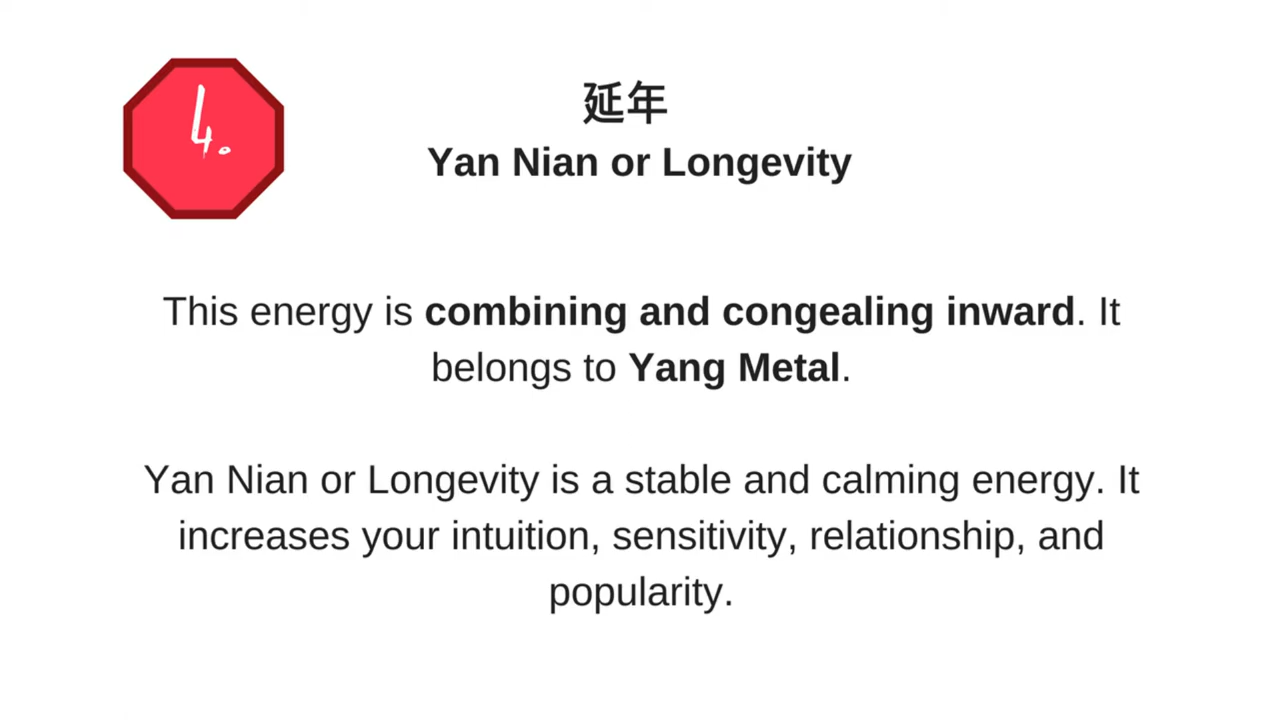 4.
延年
Yan Nian or Longevity
This energy is combining and congealing inward. It
belongs to Yang Metal.
Yan Nian or Longevity is a stable and calming energy. It
increases your intuition, sensitivity, relationship, and
popularity.